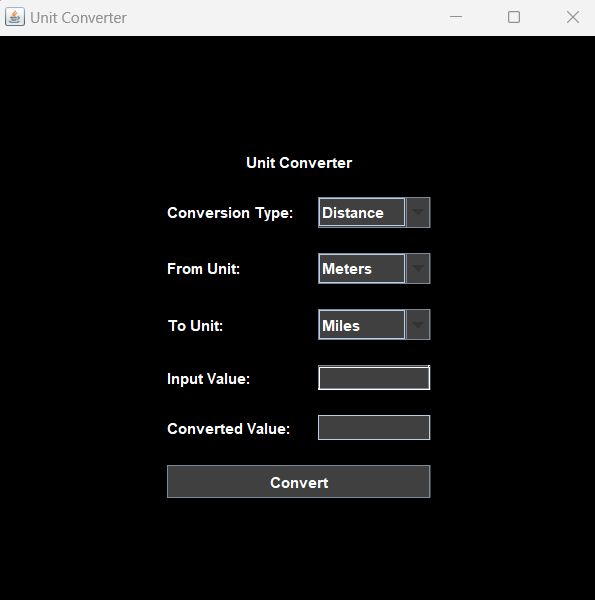 Unit Converter
Unit Converter
Conversion Type: Distance
From Unit: Meters
To Unit: Miles
Input Value:
Converted Value:
Convert